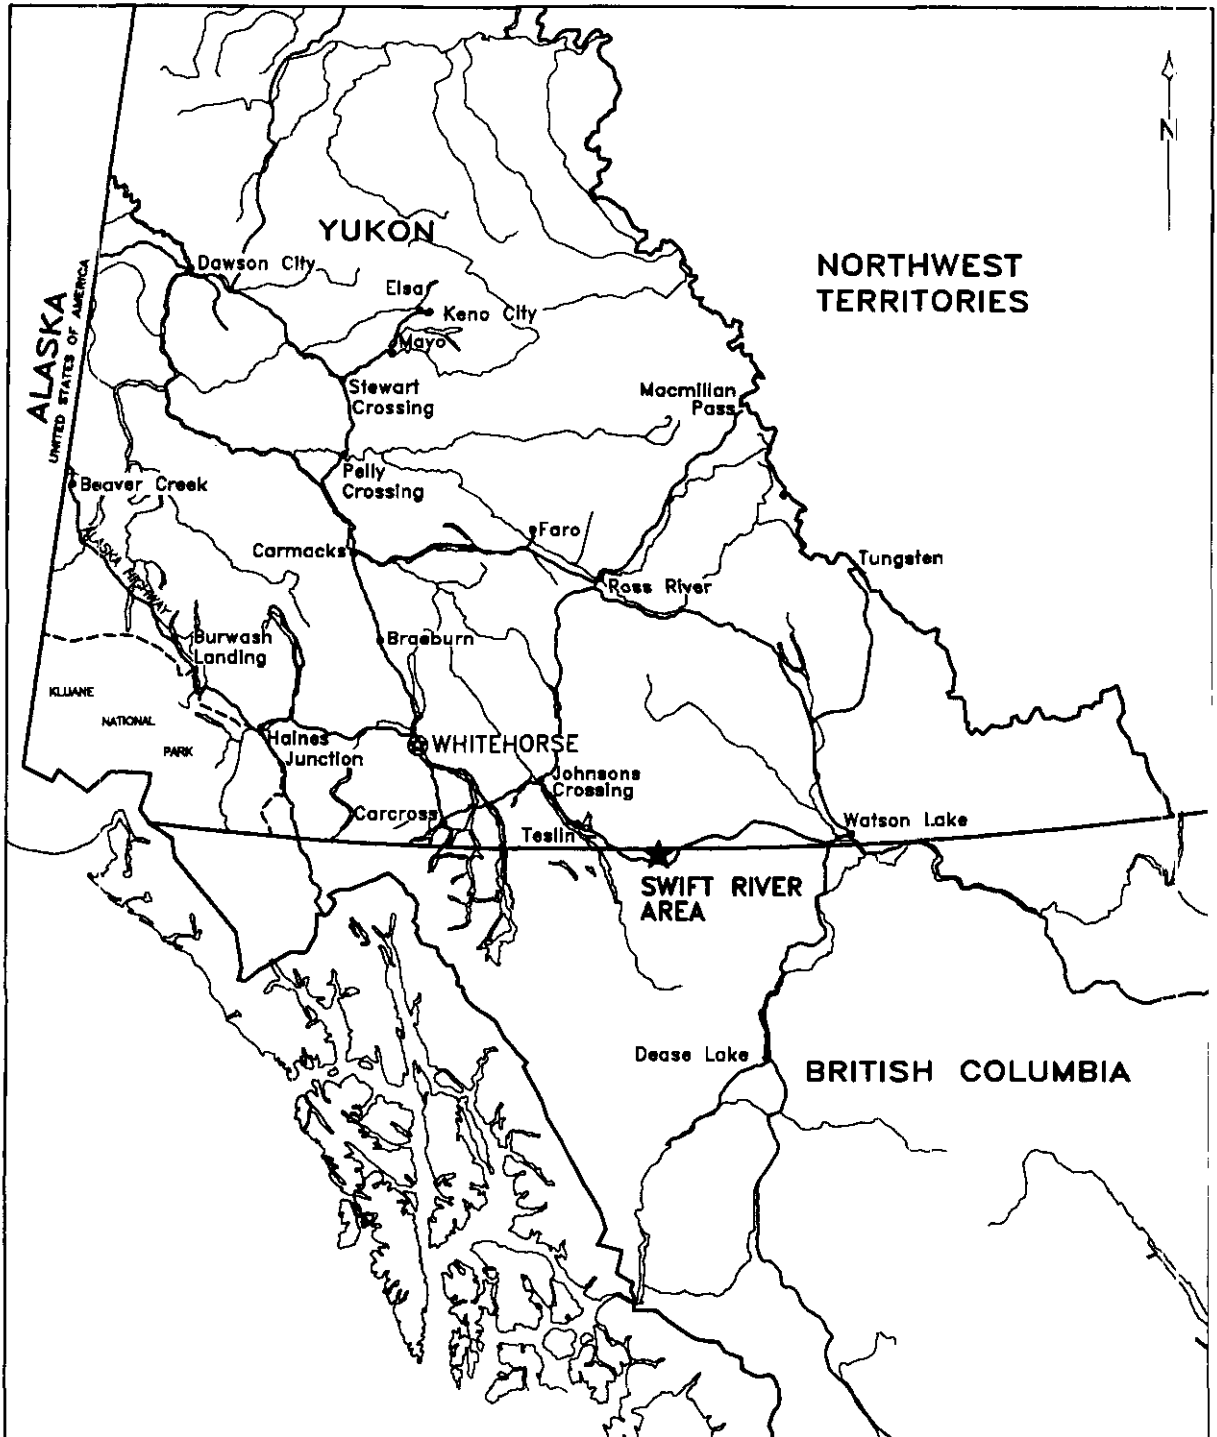 N
YUKON
NORTHWEST
TERRITORIES
Dawson City
ALASKA
UNITED STATES OF AMERICA
Elsa
Keno City
Mayo
Stewart
Crossing
Macmillan
Pass
Pelly
Crossing
Beaver Creek
Faro
ALASKA HIGHWAY
Carmacks
Tungsten
Ross River
Burwash
Landing
Braeburn
KLUANE
NATIONAL
PARK
Haines
Junction
WHITEHORSE
Johnsons
Crossing
Carcross
Teslin
Watson Lake
SWIFT RIVER
AREA
Dease Lake
BRITISH COLUMBIA